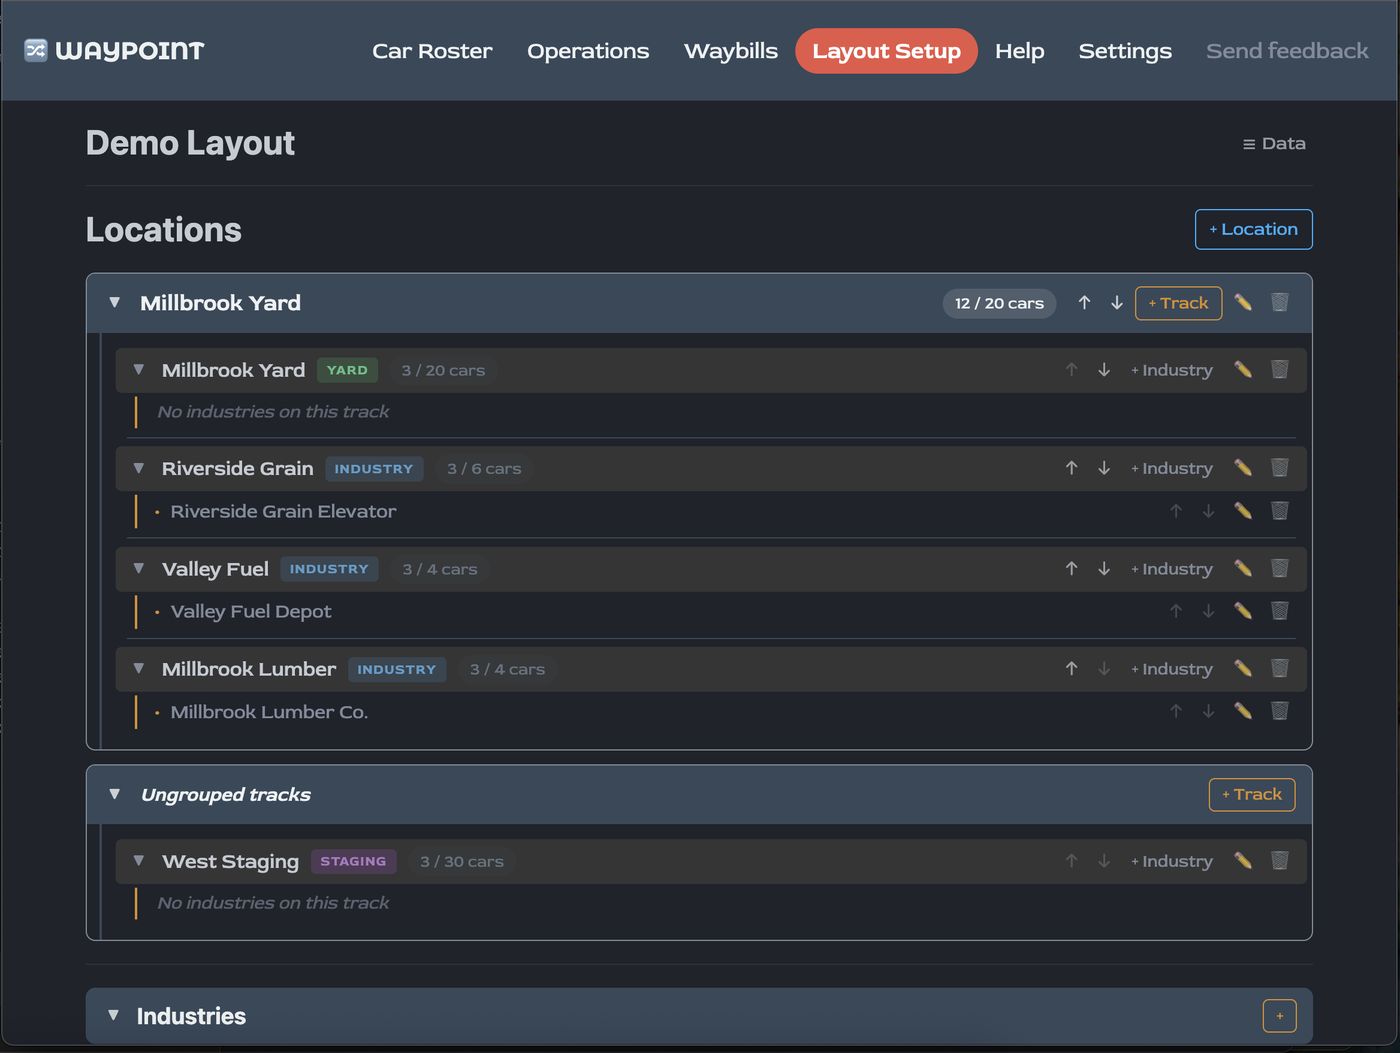 WAYPOINT
Car Roster Operations Waybills Layout Setup Help Settings Send feedback
Demo Layout
≡ Data
Locations
+ Location
▼ Millbrook Yard 12 / 20 cars ↑ ↓ + Track
▼ Millbrook Yard YARD 3 / 20 cars ↑ ↓ + Industry
No industries on this track
▼ Riverside Grain INDUSTRY 3 / 6 cars ↑ ↓ + Industry
• Riverside Grain Elevator ↑ ↓
▼ Valley Fuel INDUSTRY 3 / 4 cars ↑ ↓ + Industry
• Valley Fuel Depot ↑ ↓
▼ Millbrook Lumber INDUSTRY 3 / 4 cars ↑ ↓ + Industry
• Millbrook Lumber Co. ↑ ↓
▼ Ungrouped tracks + Track
▼ West Staging STAGING 3 / 30 cars ↑ ↓ + Industry
No industries on this track
▼ Industries +